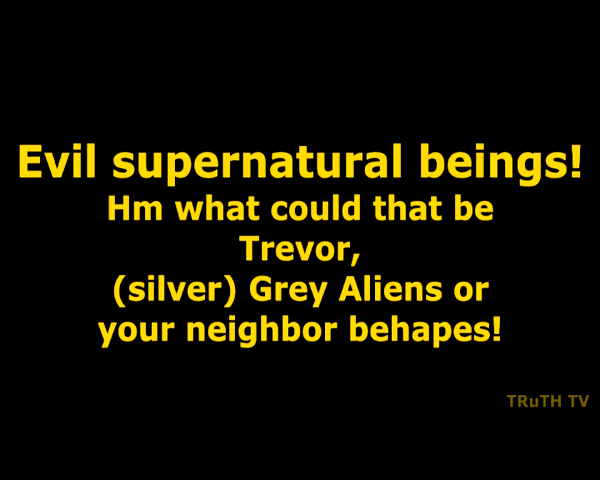 Evil supernatural beings!
Hm what could that be
Trevor,
(silver) Grey Aliens or
your neighbor behapes!
TRuTH TV